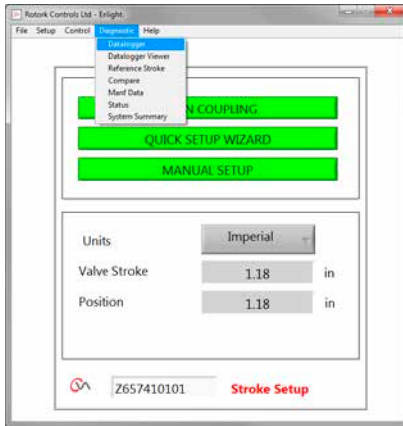 Rotork Controls Ltd - Enlight.
File Setup Control Diagnostic Help
Datalogger
Datalogger Viewer
Reference Stroke
Compare
Manf Data
Status
System Summary
N COUPLING
QUICK SETUP WIZARD
MANUAL SETUP
Units Imperial
Valve Stroke 1.18 in
Position 1.18 in
Z657410101 Stroke Setup